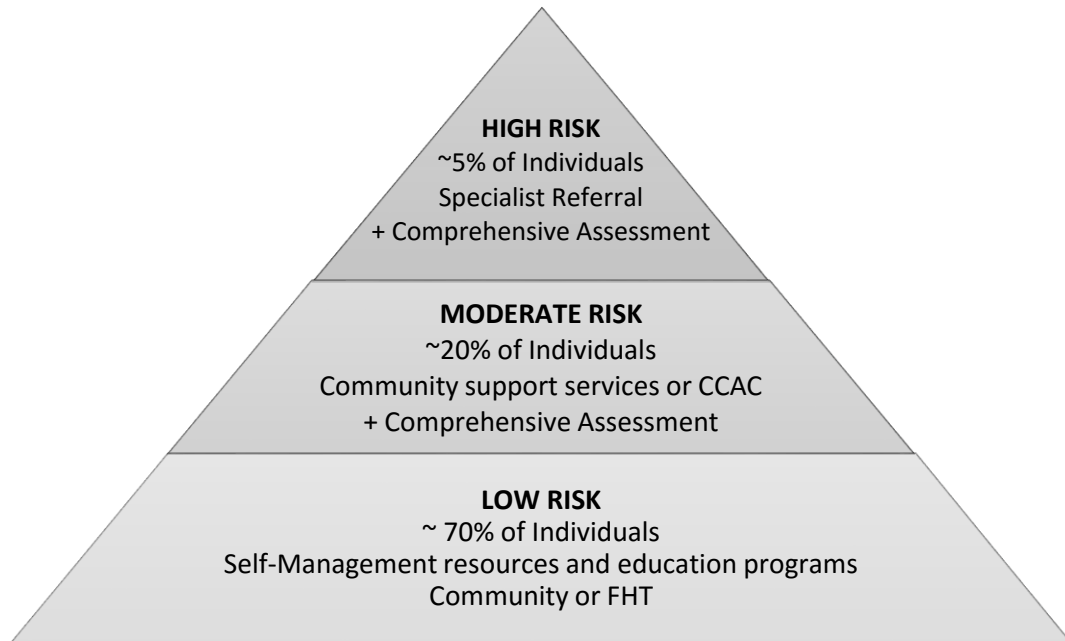 HIGH RISK
~5% of Individuals
Specialist Referral
+ Comprehensive Assessment
MODERATE RISK
~20% of Individuals
Community support services or CCAC
+ Comprehensive Assessment
LOW RISK
~ 70% of Individuals
Self-Management resources and education programs
Community or FHT